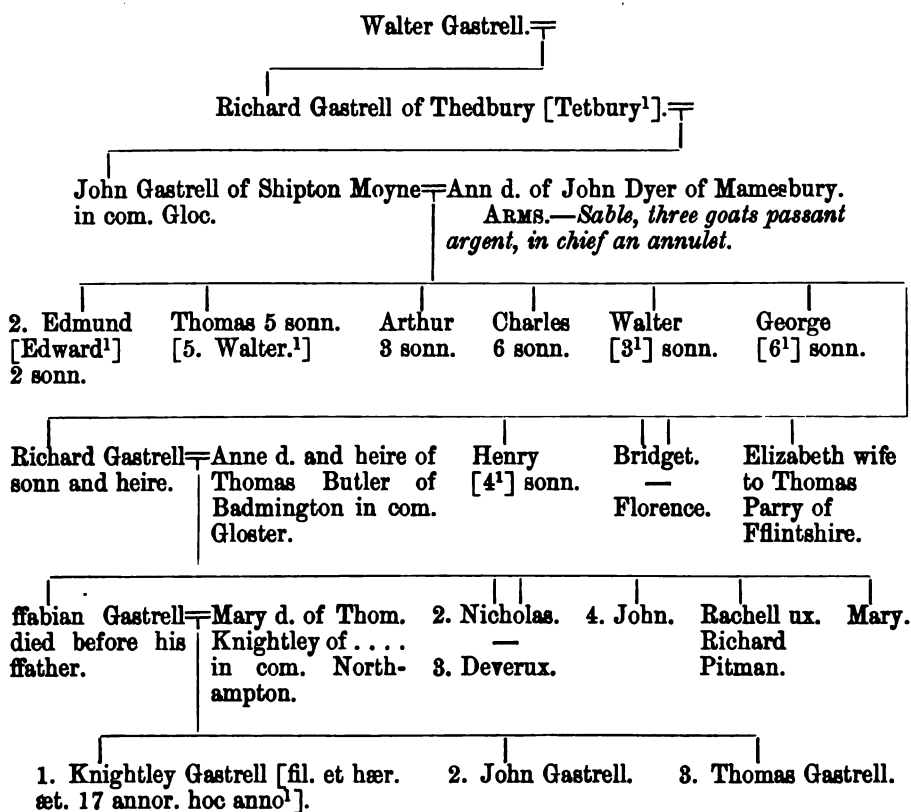 Walter Gastrell.
Richard Gastrell of Thedbury [Tetbury¹].
John Gastrell of Shipton Moyne
in com. Gloc.
Ann d. of John Dyer of Mamesbury.
ARMS.—Sable, three goats passant
argent, in chief an annulet.
2. Edmund
[Edward¹]
2 sonn.
Thomas 5 sonn.
[5. Walter.¹]
Arthur
3 sonn.
Charles
6 sonn.
Walter
[3¹] sonn.
George
[6¹] sonn.
Richard Gastrell
sonn and heire.
Anne d. and heire of
Thomas Butler of
Badmington in com.
Gloster.
Henry
[4¹] sonn.
Bridget.
—
Florence.
Elizabeth wife
to Thomas
Parry of
Fflintshire.
ffabian Gastrell
died before his
ffather.
Mary d. of Thom.
Knightley of ....
in com. North-
ampton.
2. Nicholas.
—
3. Deverux.
4. John.
Rachell ux.
Richard
Pitman.
Mary.
1. Knightley Gastrell [fil. et hær.
æt. 17 annor. hoc anno¹].
2. John Gastrell.
3. Thomas Gastrell.